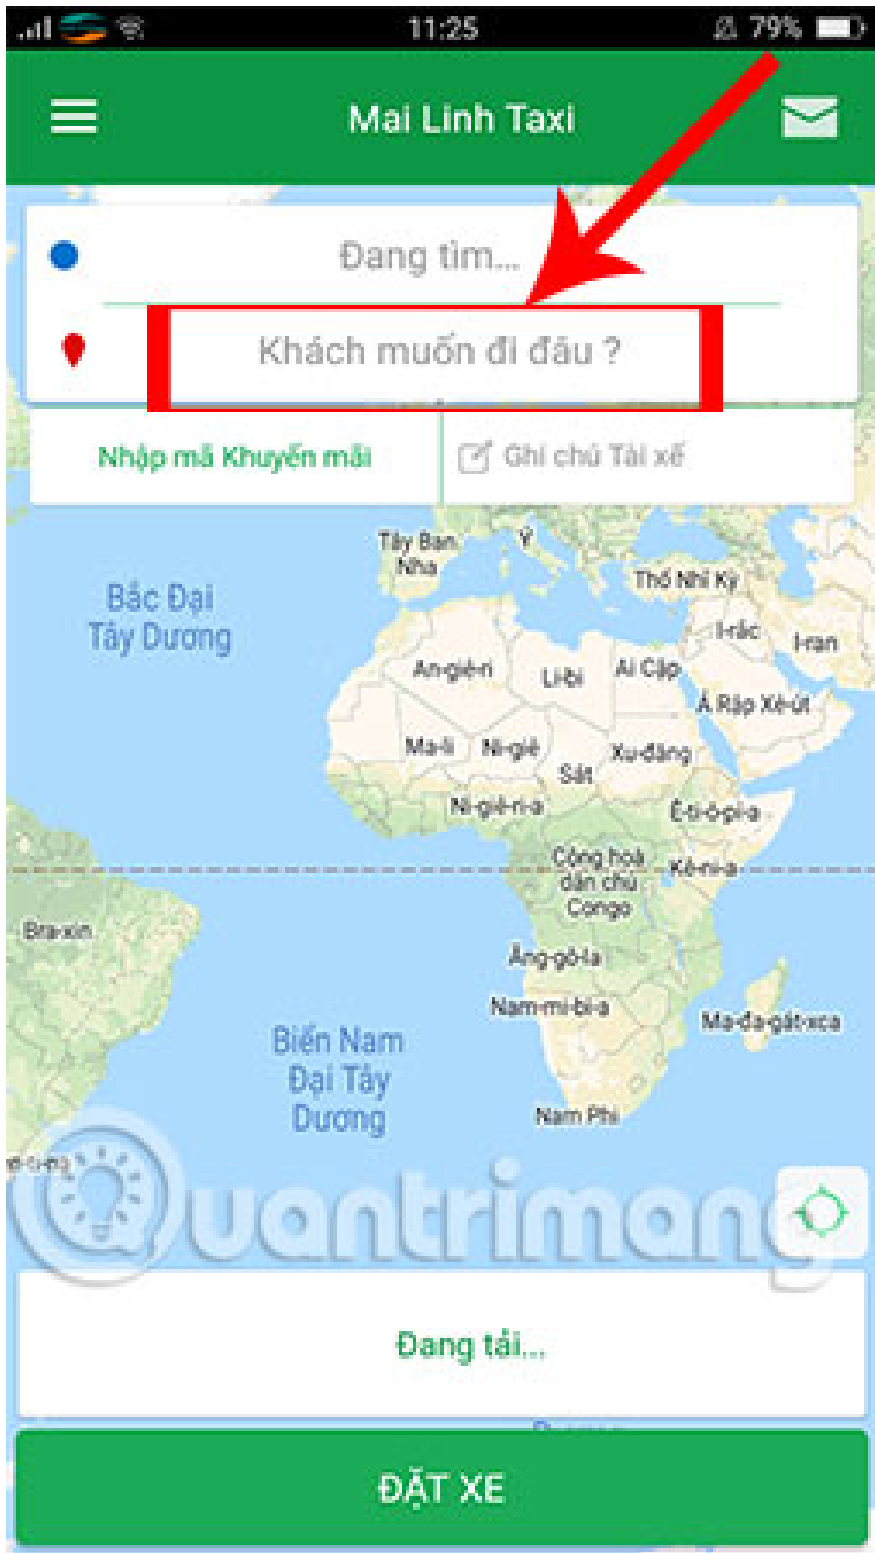 11:25
79%
Mai Linh Taxi
Đang tìm...
Khách muốn đi đâu ?
Nhập mã Khuyến mãi
Ghi chú Tài xế
Tây Ban
Nha
Ý
Thổ Nhĩ Kỳ
Bắc Đại
Tây Dương
I-rắc
I-ran
An-giê-ri
Li-bi
Ai Cập
Ả Rập Xê-út
Ma-li
Ni-giê
Sát
Xu-đăng
Ni-giê-ri-a
Ê-ti-ô-pi-a
Cộng hoà
dân chủ
Congo
Kê-ni-a
Bra-xin
Ăng-gô-la
Nam-mi-bi-a
Ma-đa-gát-xca
Biển Nam
Đại Tây
Dương
Nam Phi
Quantrimang
Đang tải...
ĐẶT XE